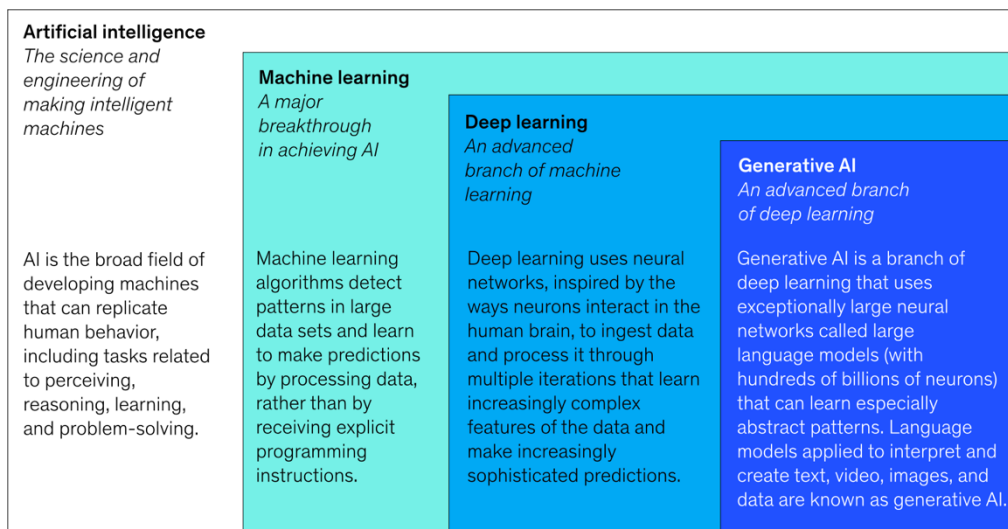 Artificial intelligence
The science and
engineering of
making intelligent
machines
AI is the broad field of
developing machines
that can replicate
human behavior,
including tasks related
to perceiving,
reasoning, learning,
and problem-solving.
Machine learning
A major
breakthrough
in achieving AI
Machine learning
algorithms detect
patterns in large
data sets and learn
to make predictions
by processing data,
rather than by
receiving explicit
programming
instructions.
Deep learning
An advanced
branch of machine
learning
Deep learning uses neural
networks, inspired by the
ways neurons interact in the
human brain, to ingest data
and process it through
multiple iterations that learn
increasingly complex
features of the data and
make increasingly
sophisticated predictions.
Generative AI
An advanced branch
of deep learning
Generative AI is a branch of
deep learning that uses
exceptionally large neural
networks called large
language models (with
hundreds of billions of neurons)
that can learn especially
abstract patterns. Language
models applied to interpret and
create text, video, images, and
data are known as generative AI.